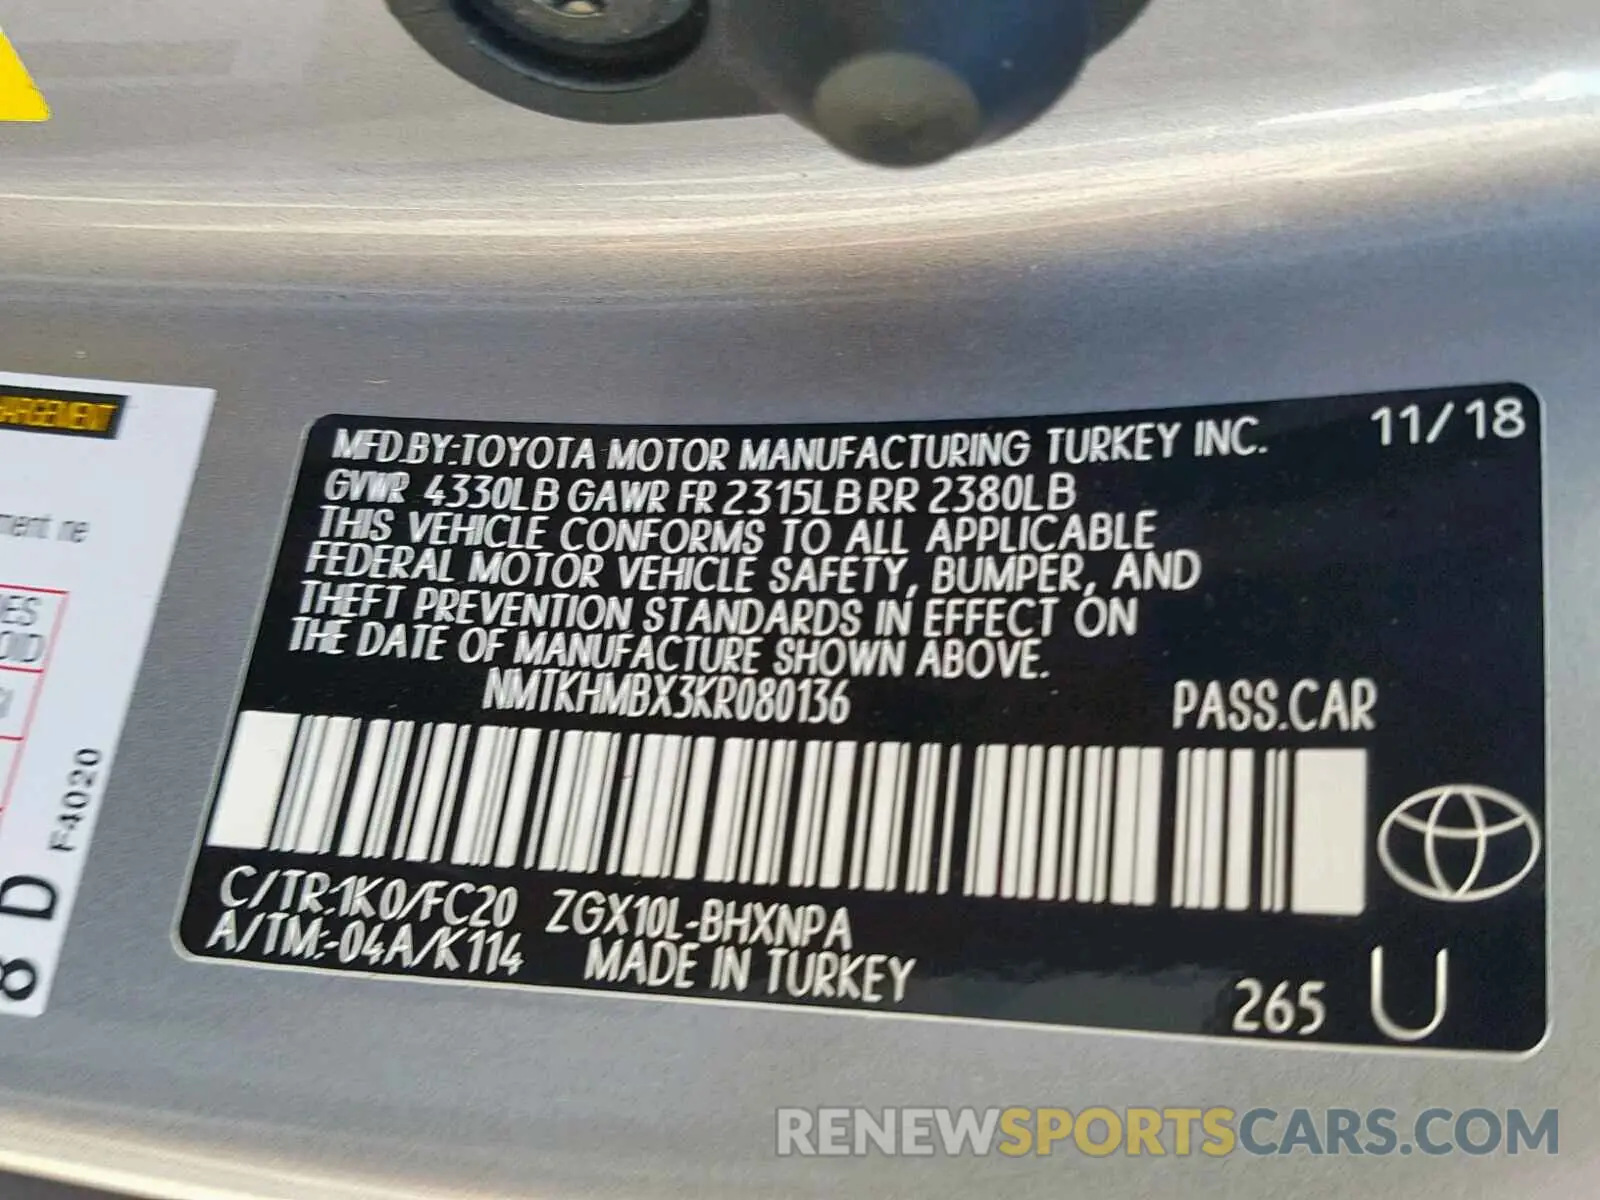 MFD.BY:TOYOTA MOTOR MANUFACTURING TURKEY INC. 11/18
GVWR 4330LB GAWR FR 2315LB RR 2380LB
THIS VEHICLE CONFORMS TO ALL APPLICABLE
FEDERAL MOTOR VEHICLE SAFETY, BUMPER, AND
THEFT PREVENTION STANDARDS IN EFFECT ON
THE DATE OF MANUFACTURE SHOWN ABOVE.
NMTKHMBX3KR080136 PASS.CAR
C/TR:1K0/FC20 ZGX10L-BHXNPA
A/TM:-04A/K114 MADE IN TURKEY
265 U
ment ne
F4020
8 D
RENEWSPORTSCARS.COM